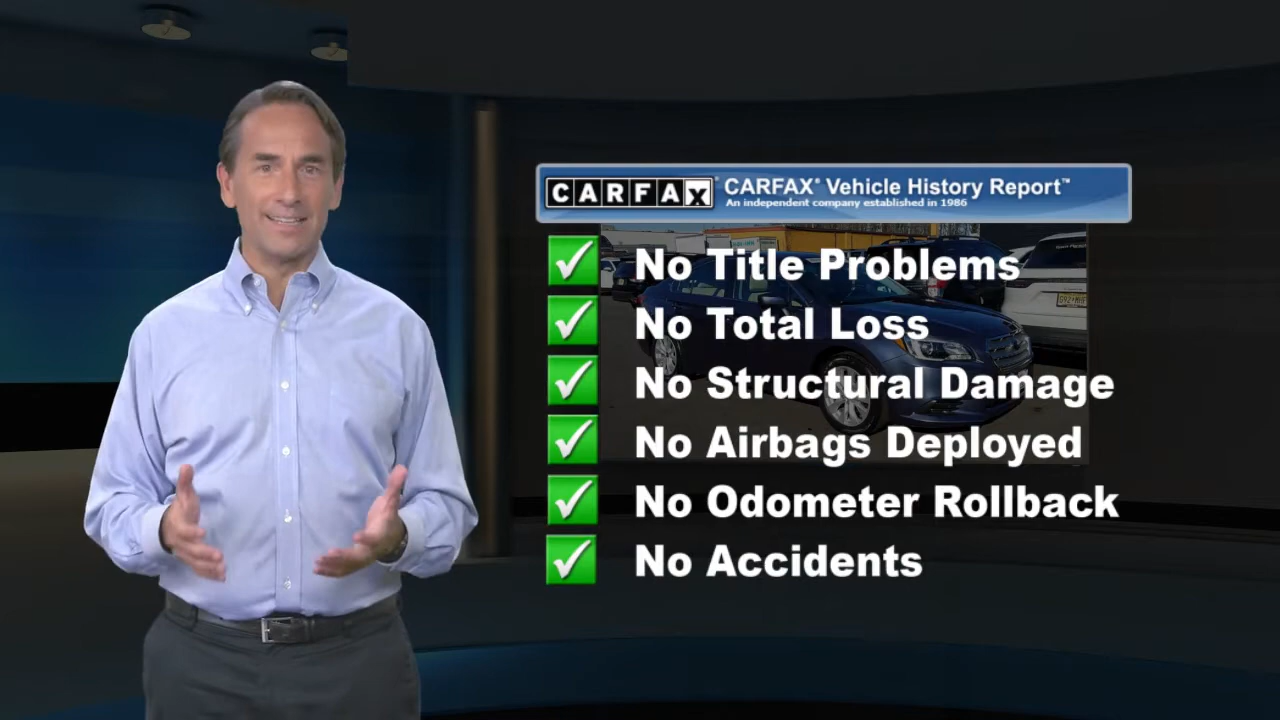 CARFAX® CARFAX® Vehicle History Report™
An independent company established in 1986
No Title Problems
No Total Loss
No Structural Damage
No Airbags Deployed
No Odometer Rollback
No Accidents